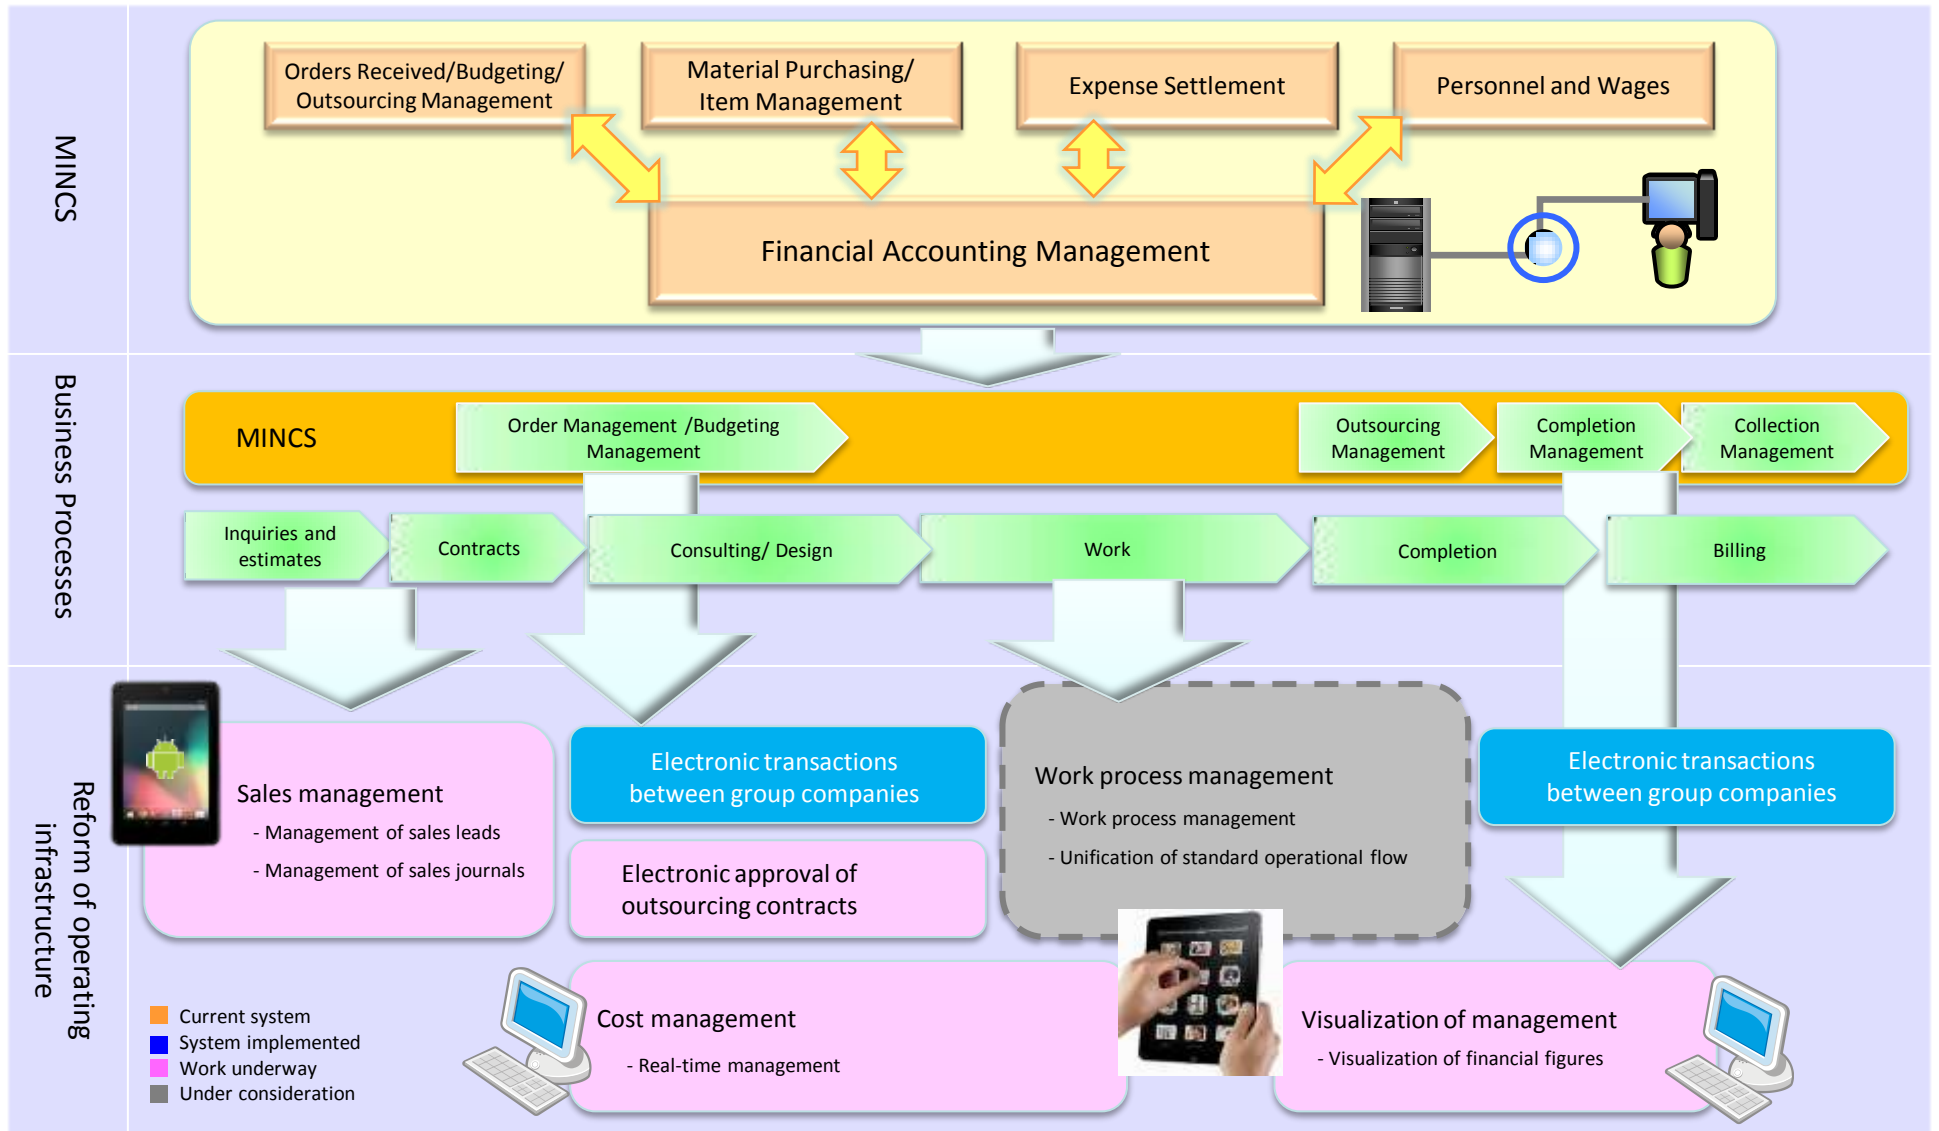 MINCS
Orders Received/Budgeting/
Outsourcing Management
Material Purchasing/
Item Management
Expense Settlement
Personnel and Wages
Financial Accounting Management
Business Processes
MINCS
Order Management /Budgeting
Management
Outsourcing
Management
Completion
Management
Collection
Management
Inquiries and
estimates
Contracts
Consulting/ Design
Work
Completion
Billing
Reform of operating
infrastructure
Sales management
- Management of sales leads
- Management of sales journals
Electronic transactions
between group companies
Electronic approval of
outsourcing contracts
Work process management
- Work process management
- Unification of standard operational flow
Electronic transactions
between group companies
Cost management
- Real-time management
Visualization of management
- Visualization of financial figures
Current system
System implemented
Work underway
Under consideration